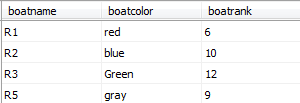 boatname boatcolor boatrank
R1 red 6
R2 blue 10
R3 Green 12
R5 gray 9